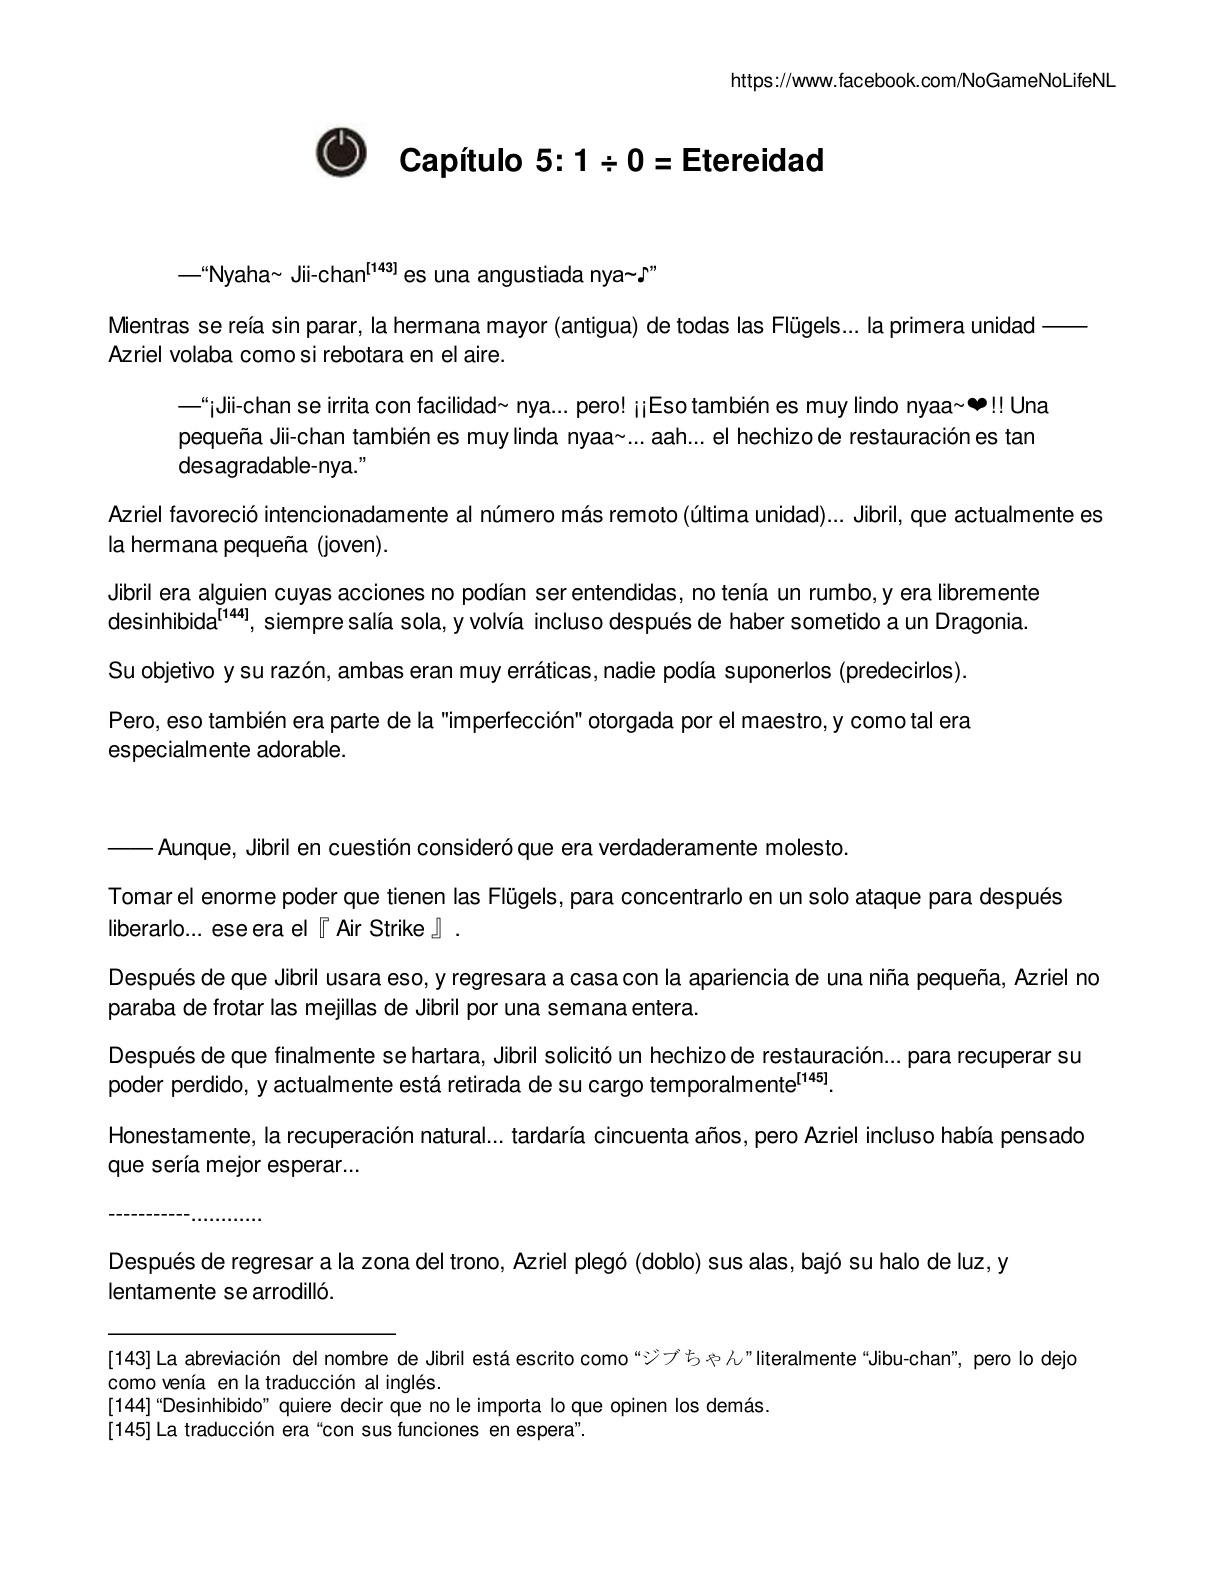 https://www.facebook.com/NoGameNoLifeNL
Capítulo 5: 1 ÷ 0 = Etereidad
—“Nyaha~ Jii-chan[143] es una angustiada nya~♪”
Mientras se reía sin parar, la hermana mayor (antigua) de todas las Flügels... la primera unidad ——
Azriel volaba como si rebotara en el aire.
—“¡Jii-chan se irrita con facilidad~ nya... pero! ¡¡Eso también es muy lindo nyaa~❤!! Una
pequeña Jii-chan también es muy linda nyaa~... aah... el hechizo de restauración es tan
desagradable-nya.”
Azriel favoreció intencionadamente al número más remoto (última unidad)... Jibril, que actualmente es
la hermana pequeña (joven).
Jibril era alguien cuyas acciones no podían ser entendidas, no tenía un rumbo, y era libremente
desinhibida[144], siempre salía sola, y volvía incluso después de haber sometido a un Dragonia.
Su objetivo y su razón, ambas eran muy erráticas, nadie podía suponerlos (predecirlos).
Pero, eso también era parte de la "imperfección" otorgada por el maestro, y como tal era
especialmente adorable.
—— Aunque, Jibril en cuestión consideró que era verdaderamente molesto.
Tomar el enorme poder que tienen las Flügels, para concentrarlo en un solo ataque para después
liberarlo... ese era el『 Air Strike 』.
Después de que Jibril usara eso, y regresara a casa con la apariencia de una niña pequeña, Azriel no
paraba de frotar las mejillas de Jibril por una semana entera.
Después de que finalmente se hartara, Jibril solicitó un hechizo de restauración... para recuperar su
poder perdido, y actualmente está retirada de su cargo temporalmente[145].
Honestamente, la recuperación natural... tardaría cincuenta años, pero Azriel incluso había pensado
que sería mejor esperar...
-----------............
Después de regresar a la zona del trono, Azriel plegó (doblo) sus alas, bajó su halo de luz, y
lentamente se arrodilló.
[143] La abreviación del nombre de Jibril está escrito como “ジブちゃん” literalmente “Jibu-chan”, pero lo dejo
como venía en la traducción al inglés.
[144] “Desinhibido” quiere decir que no le importa lo que opinen los demás.
[145] La traducción era “con sus funciones en espera”.